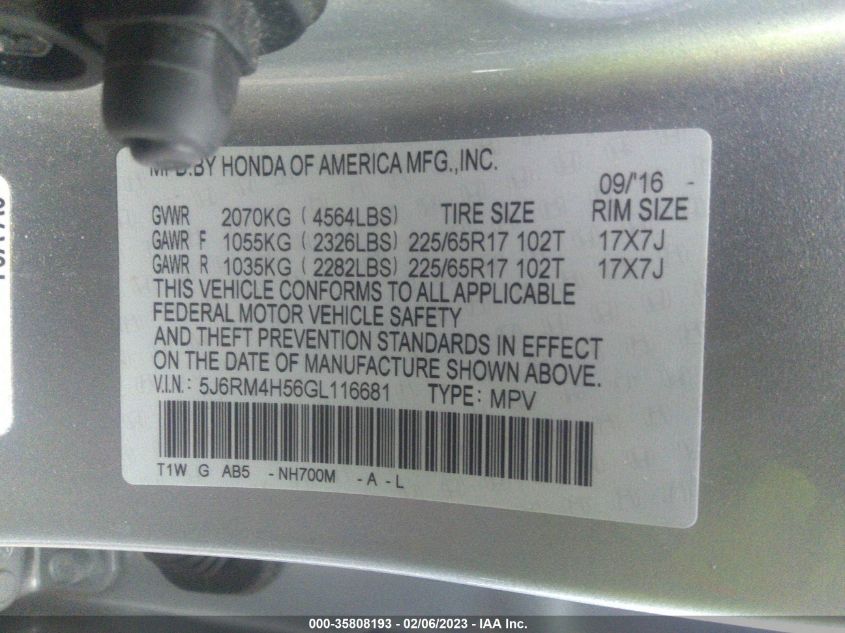 MFD.BY HONDA OF AMERICA MFG.,INC.
09/'16 -
GVWR 2070KG ( 4564LBS) TIRE SIZE RIM SIZE
GAWR F 1055KG ( 2326LBS) 225/65R17 102T 17X7J
GAWR R 1035KG ( 2282LBS) 225/65R17 102T 17X7J
THIS VEHICLE CONFORMS TO ALL APPLICABLE
FEDERAL MOTOR VEHICLE SAFETY
AND THEFT PREVENTION STANDARDS IN EFFECT
ON THE DATE OF MANUFACTURE SHOWN ABOVE.
V.I.N: 5J6RM4H56GL116681 TYPE: MPV
T1W G AB5 - NH700M - A - L
000-35808193 - 02/06/2023 - IAA Inc.